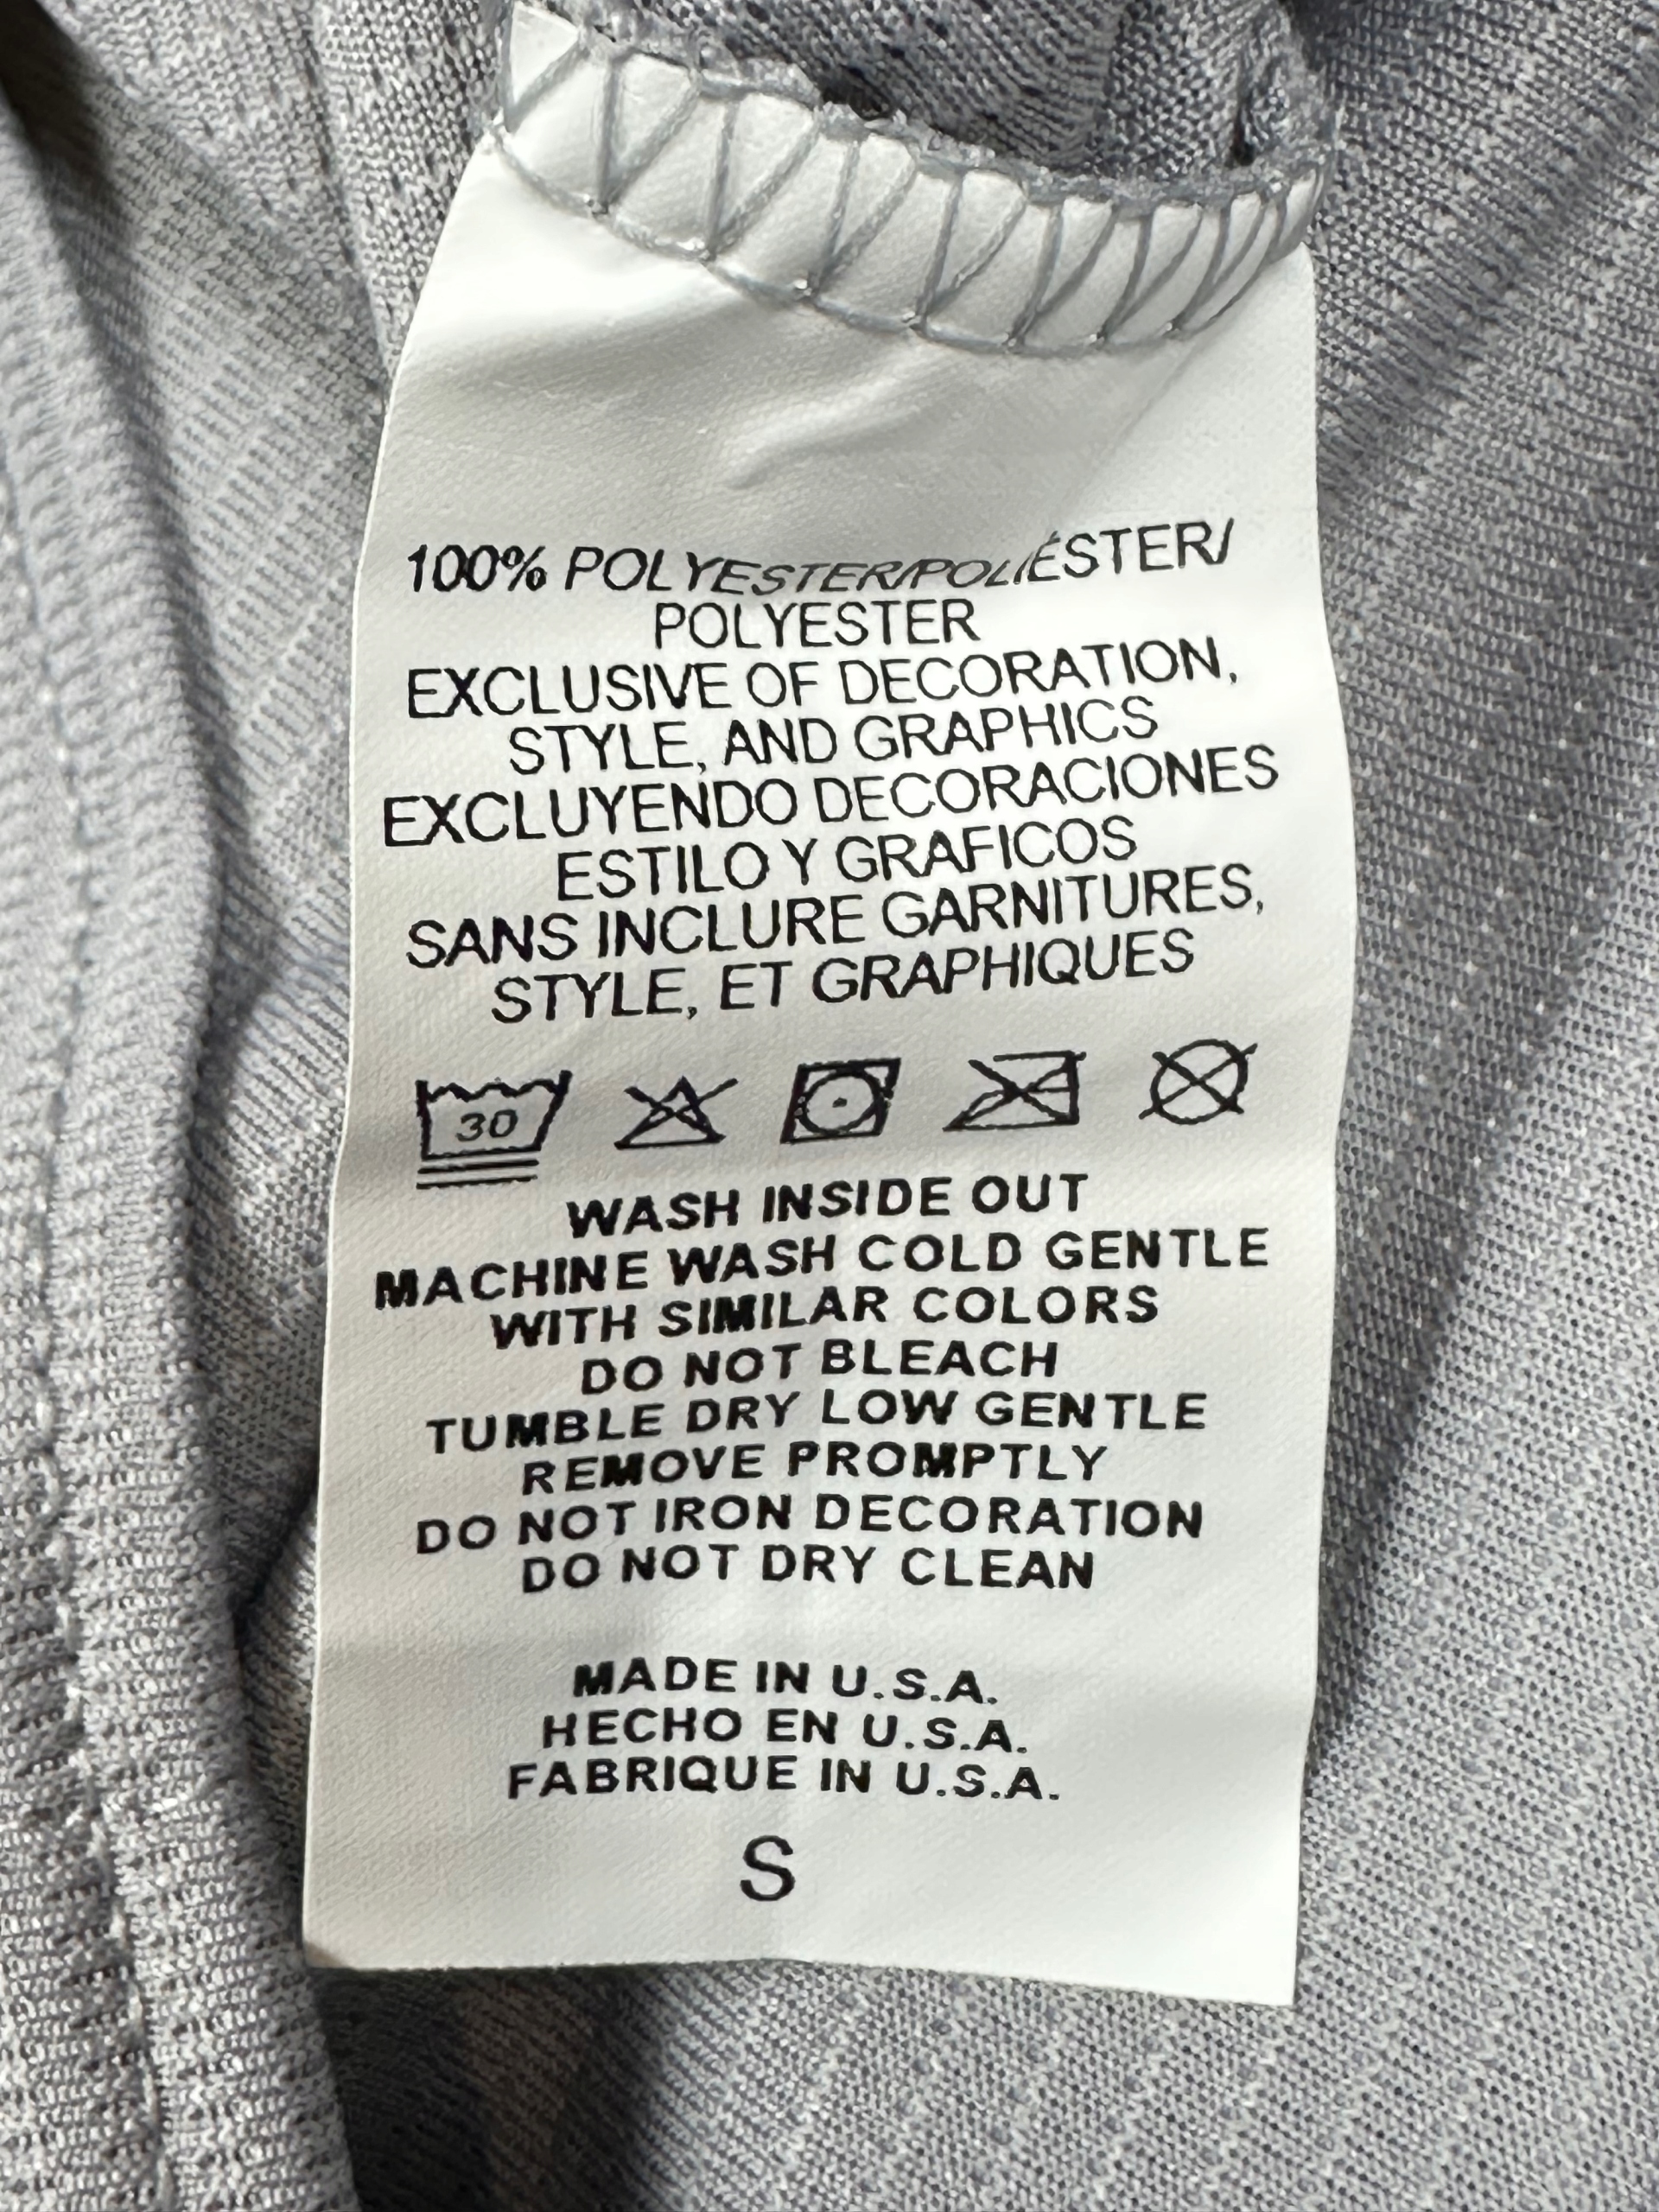 100% POLYESTER/POLIÉSTER/
POLYESTER
EXCLUSIVE OF DECORATION,
STYLE, AND GRAPHICS
EXCLUYENDO DECORACIONES
ESTILO Y GRAFICOS
SANS INCLURE GARNITURES,
STYLE, ET GRAPHIQUES
30
WASH INSIDE OUT
MACHINE WASH COLD GENTLE
WITH SIMILAR COLORS
DO NOT BLEACH
TUMBLE DRY LOW GENTLE
REMOVE PROMPTLY
DO NOT IRON DECORATION
DO NOT DRY CLEAN
MADE IN U.S.A.
HECHO EN U.S.A.
FABRIQUE IN U.S.A.
S